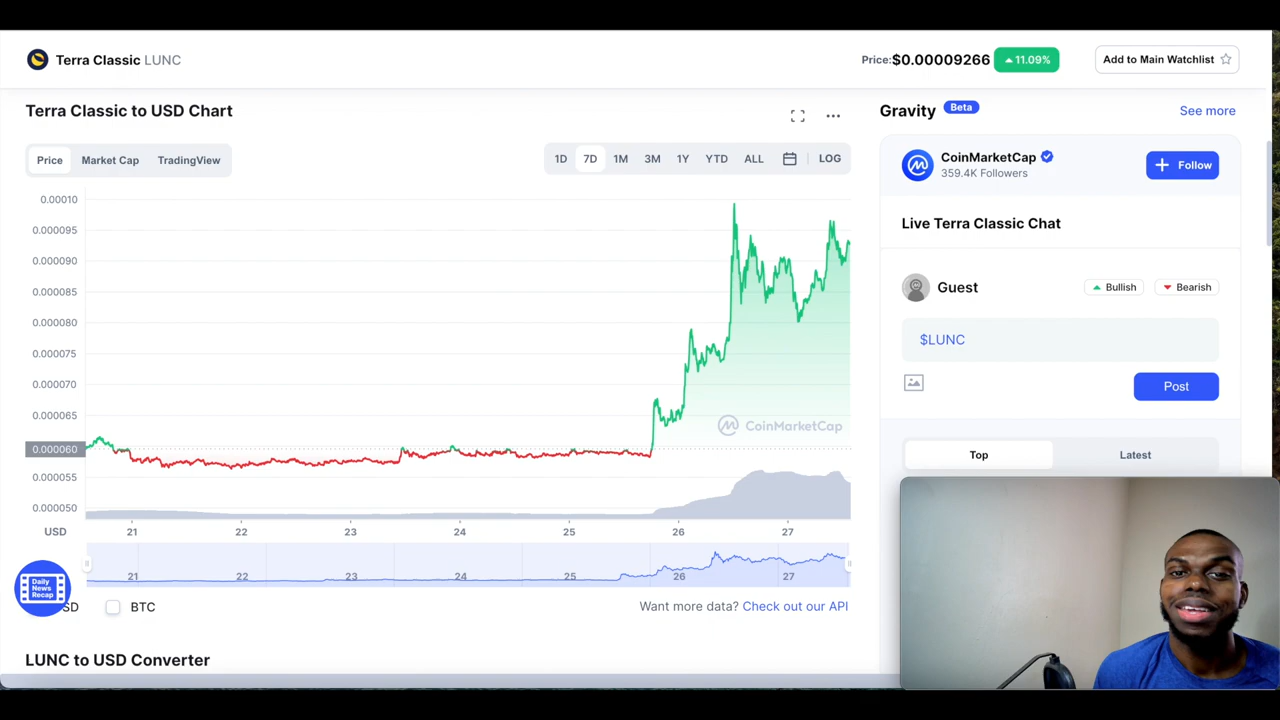 Terra Classic LUNC
Price:$0.00009266 11.09%
Add to Main Watchlist
Terra Classic to USD Chart
Price Market Cap TradingView
1D 7D 1M 3M 1Y YTD ALL LOG
0.00010
0.000095
0.000090
0.000085
0.000080
0.000075
0.000070
0.000065
0.000060
0.000055
0.000050
CoinMarketCap
USD 21 22 23 24 25 26 27
21 22 23 24 25 26 27
Daily
News
Recap
SD BTC
Want more data? Check out our API
LUNC to USD Converter
Gravity Beta See more
CoinMarketCap
359.4K Followers
+ Follow
Live Terra Classic Chat
Guest Bullish Bearish
$LUNC
Post
Top Latest